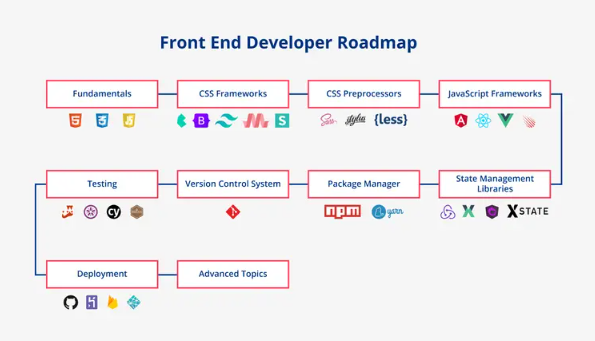 Front End Developer Roadmap
Fundamentals
CSS Frameworks
CSS Preprocessors
JavaScript Frameworks
5
3
B
M
S
Sass
stylus
{less}
A
Testing
Version Control System
Package Manager
State Management
Libraries
cy
npm
yarn
XSTATE
Deployment
Advanced Topics